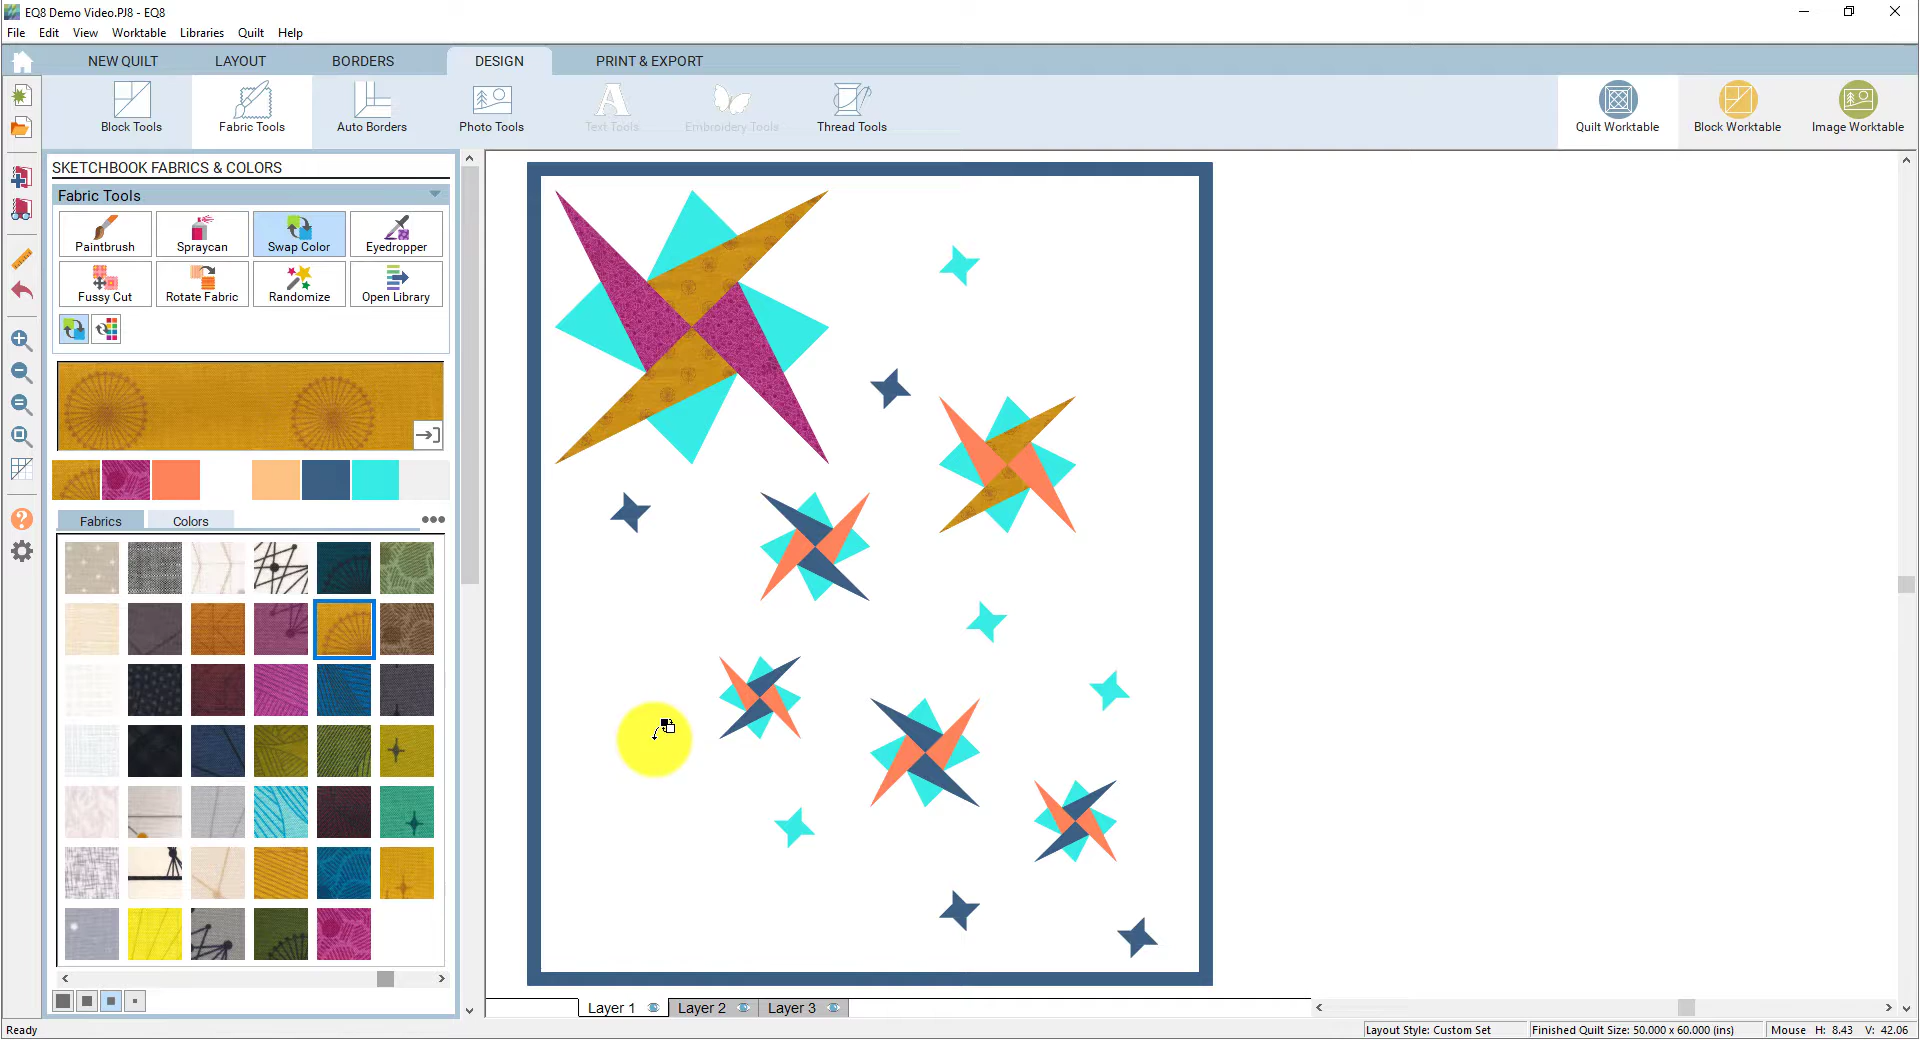 EQ8 Demo Video.PJ8 - EQ8
File Edit View Worktable Libraries Quilt Help
NEW QUILT LAYOUT BORDERS DESIGN PRINT & EXPORT
Block Tools Fabric Tools Auto Borders Photo Tools Text Tools Embroidery Tools Thread Tools Quilt Worktable Block Worktable Image Worktable
SKETCHBOOK FABRICS & COLORS
Fabric Tools
Paintbrush Spraycan Swap Color Eyedropper
Fussy Cut Rotate Fabric Randomize Open Library
Fabrics Colors
Layer 1 Layer 2 Layer 3
Ready Layout Style: Custom Set Finished Quilt Size: 50.000 x 60.000 (ins) Mouse H: 8.43 V: 42.06